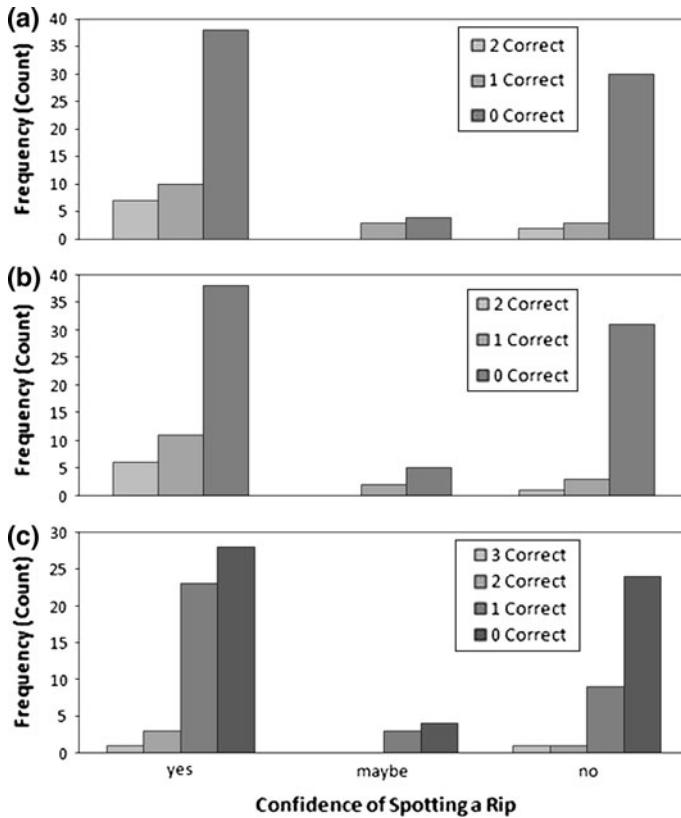 (a)
Frequency (Count)
40
35
30
25
20
15
10
5
0
2 Correct
1 Correct
0 Correct
(b)
Frequency (Count)
40
35
30
25
20
15
10
5
0
2 Correct
1 Correct
0 Correct
(c)
Frequency (Count)
30
25
20
15
10
5
0
3 Correct
2 Correct
1 Correct
0 Correct
yes maybe no
Confidence of Spotting a Rip